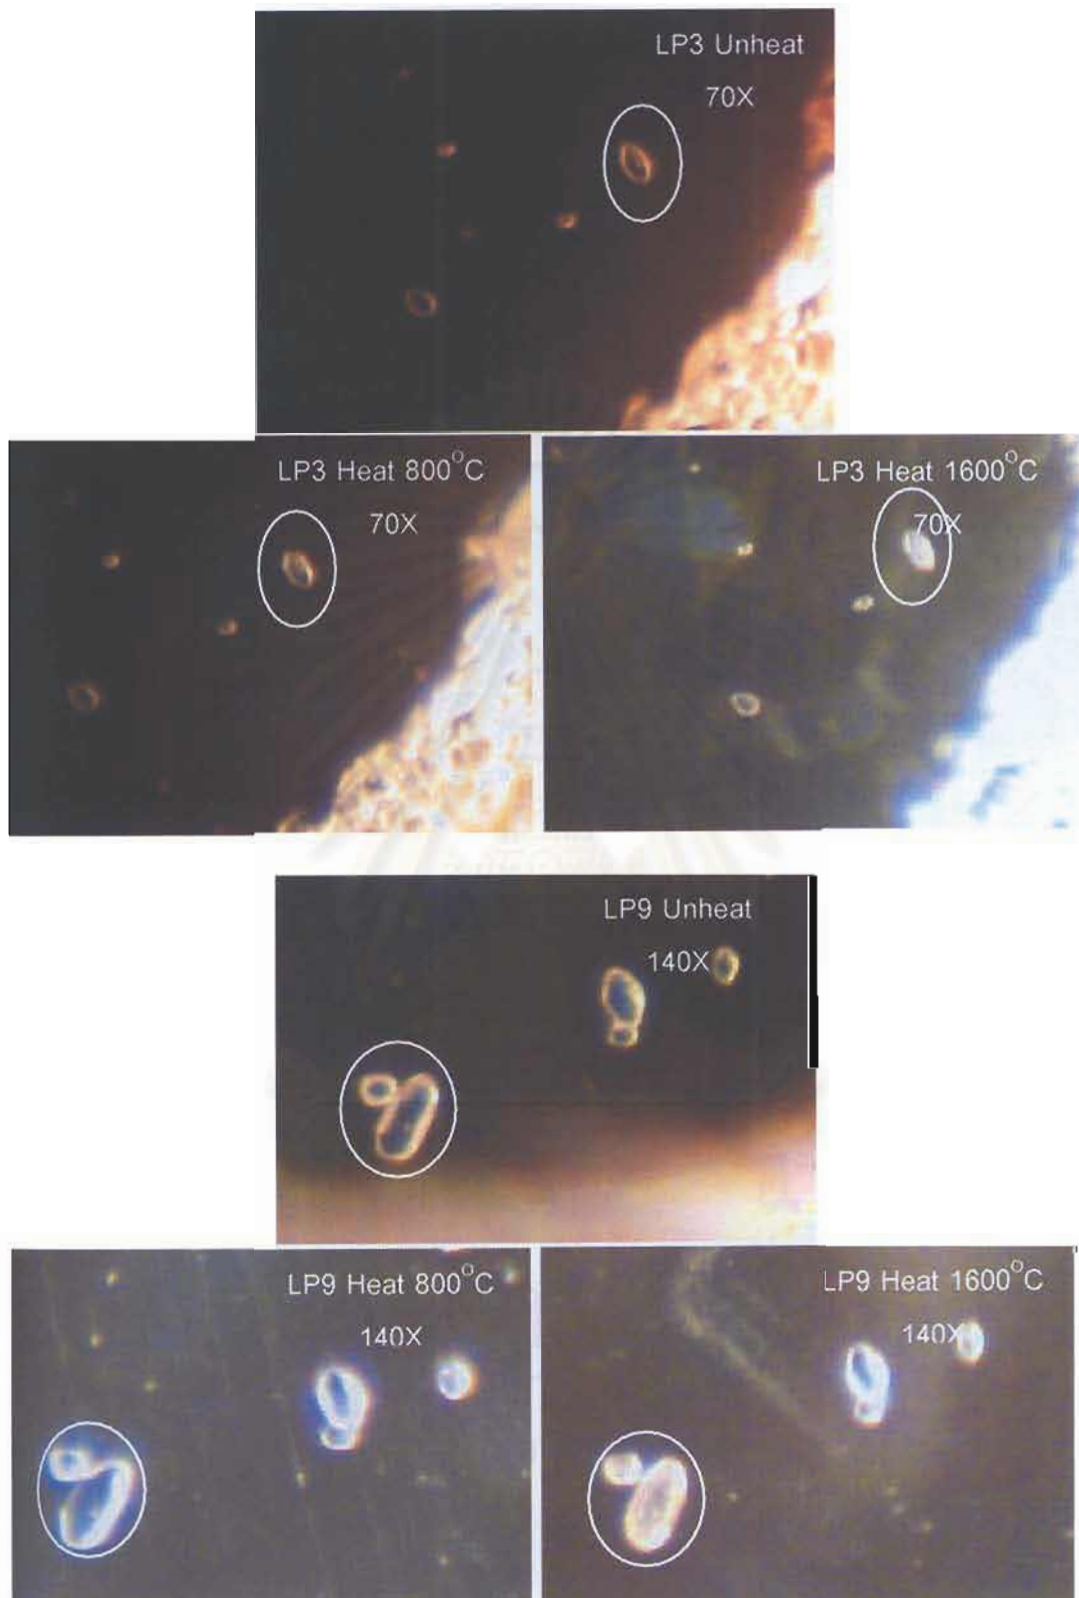 LP3 Unheat
70X
LP3 Heat 800°C
70X
LP3 Heat 1600°C
70X
LP9 Unheat
140X
LP9 Heat 800°C
140X
LP9 Heat 1600°C
140X